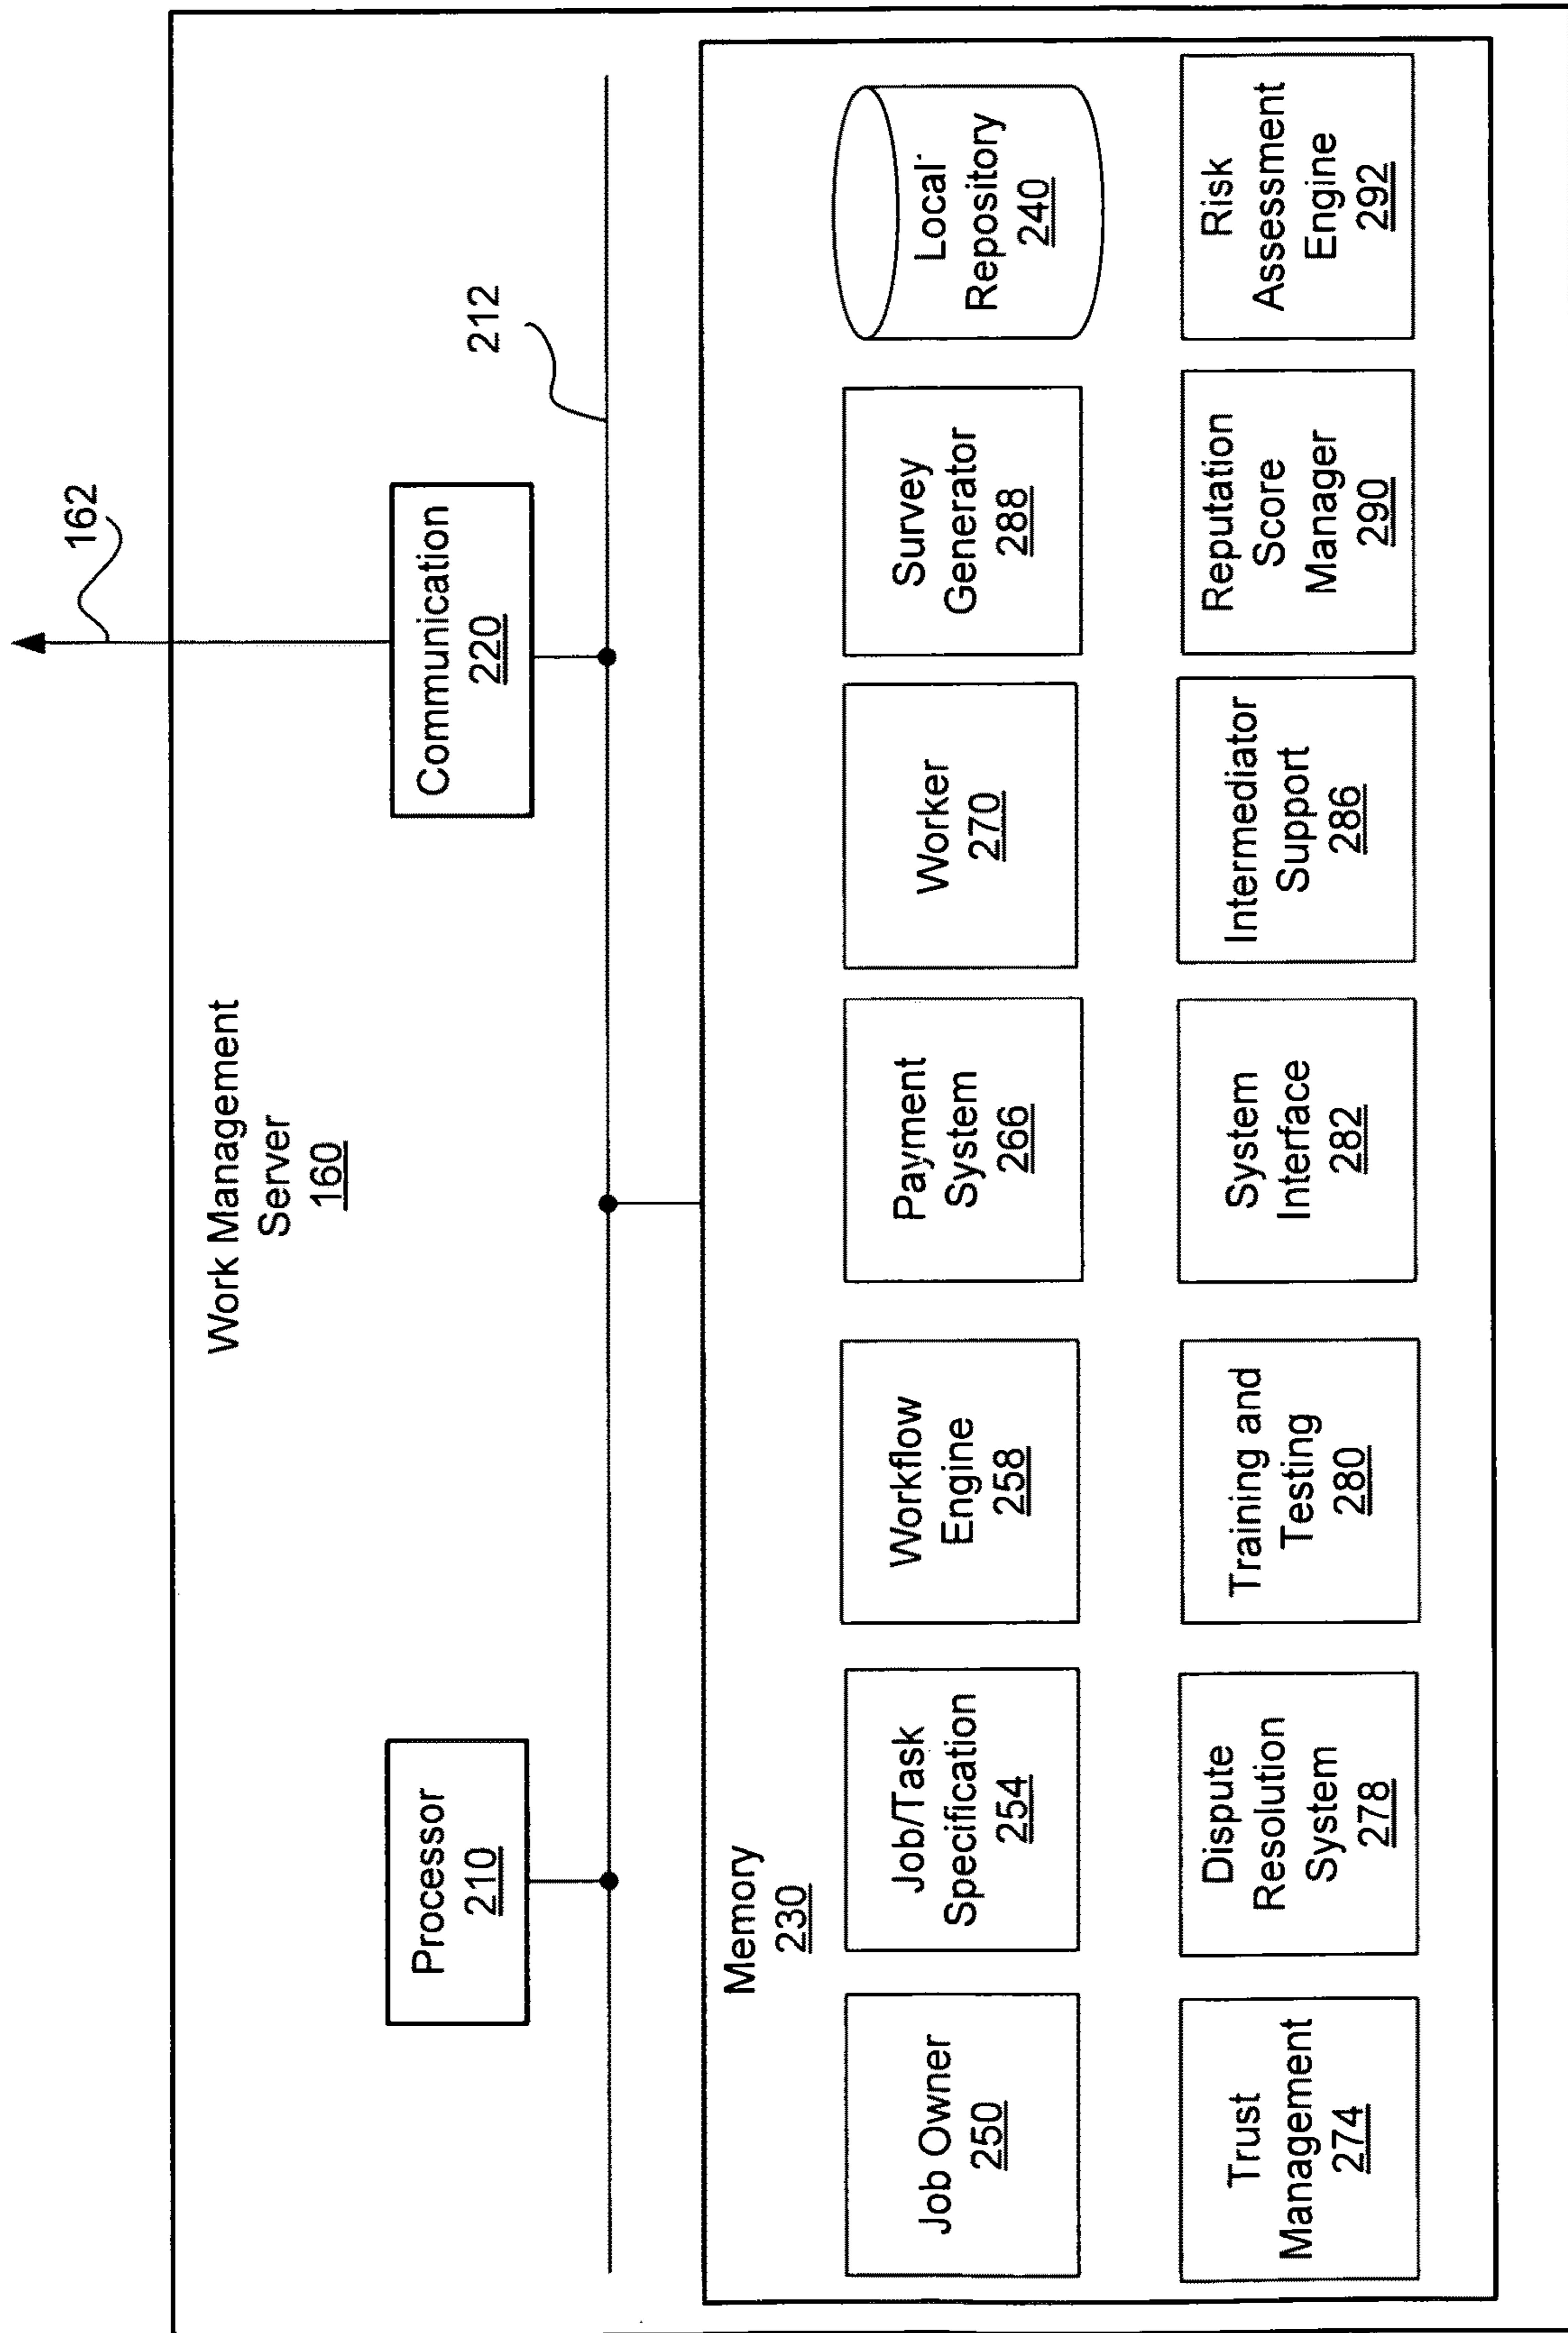 162
Work Management
Server
160
Communication
220
212
Processor
210
Memory
230
Job Owner
250
Job/Task
Specification
254
Workflow
Engine
258
Payment
System
266
Worker
270
Survey
Generator
288
Local
Repository
240
Trust
Management
274
Dispute
Resolution
System
278
Training and
Testing
280
System
Interface
282
Intermediator
Support
286
Reputation
Score
Manager
290
Risk
Assessment
Engine
292